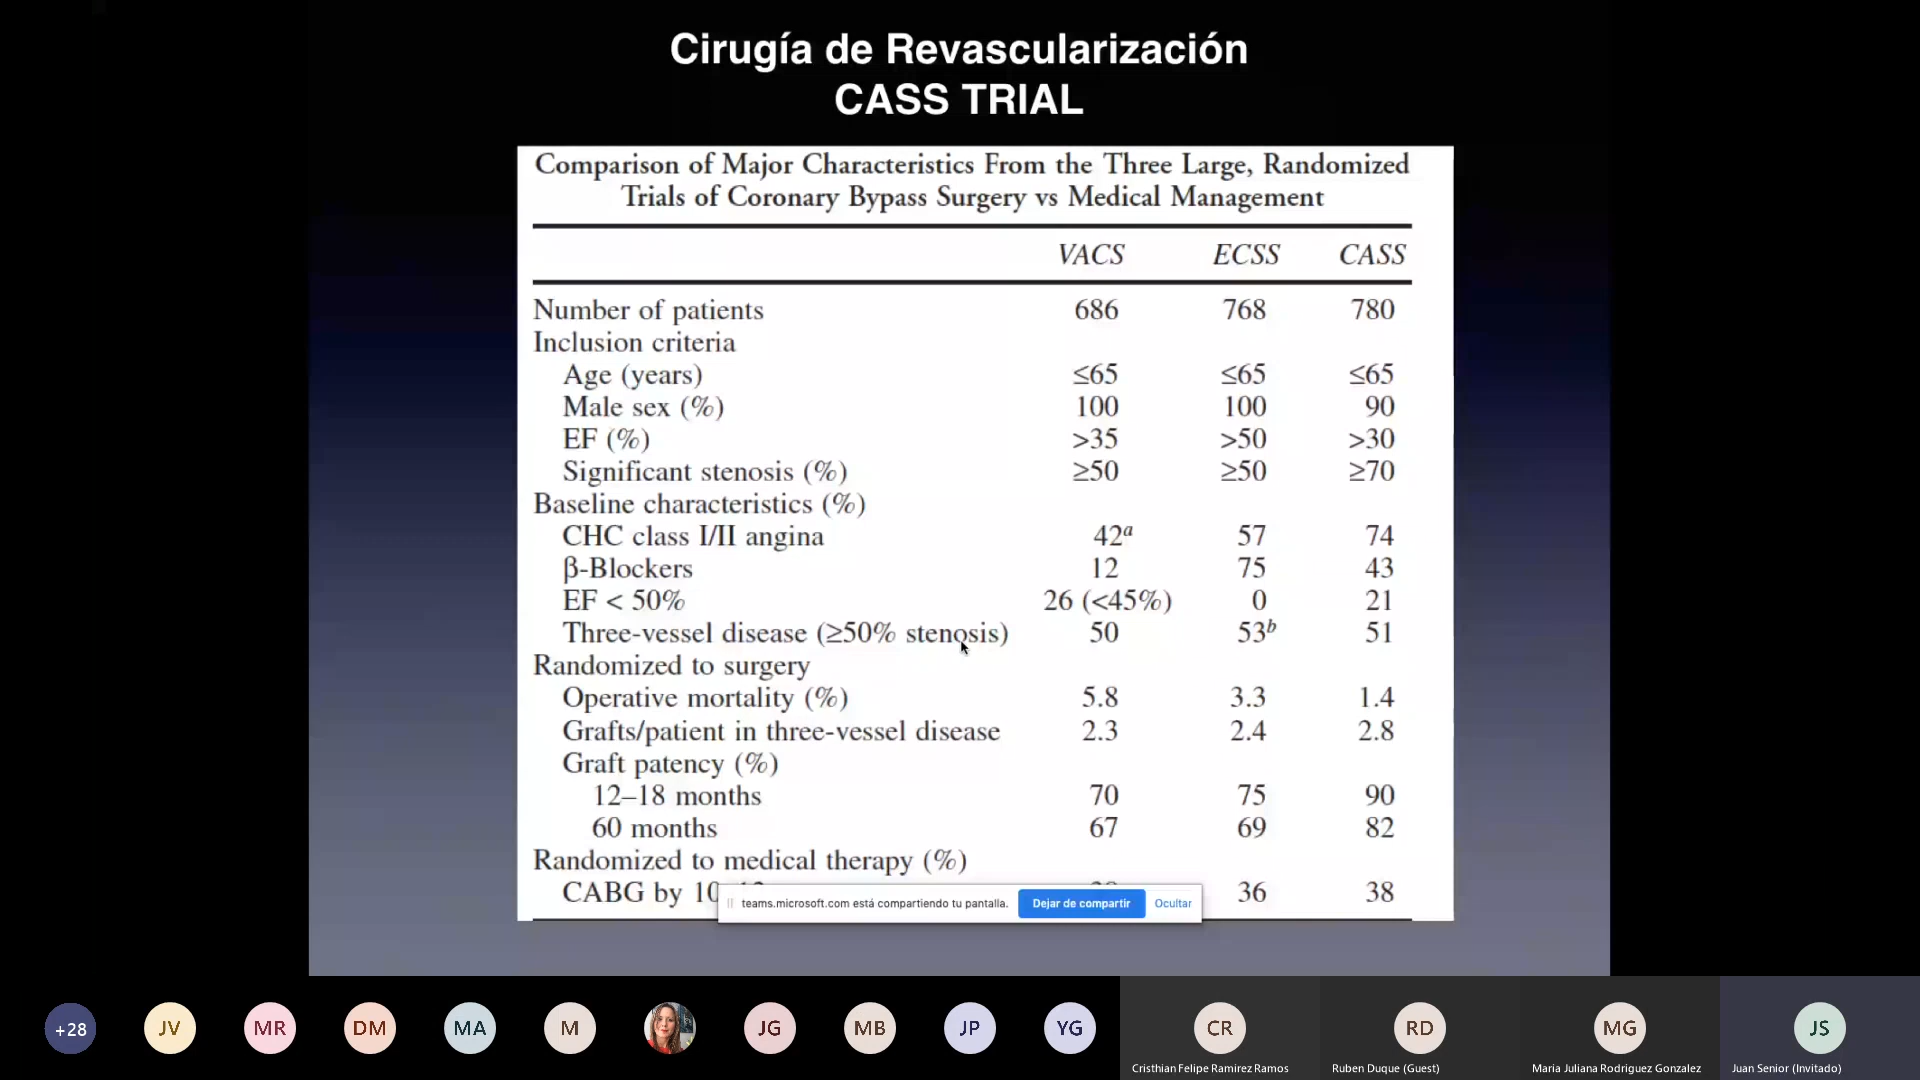 Cirugía de Revascularización
CASS TRIAL
Comparison of Major Characteristics From the Three Large, Randomized
Trials of Coronary Bypass Surgery vs Medical Management
VACS ECSS CASS
Number of patients 686 768 780
Inclusion criteria
Age (years) ≤65 ≤65 ≤65
Male sex (%) 100 100 90
EF (%) >35 >50 >30
Significant stenosis (%) ≥50 ≥50 ≥70
Baseline characteristics (%)
CHC class I/II angina 42a 57 74
β-Blockers 12 75 43
EF < 50% 26 (<45%) 0 21
Three-vessel disease (≥50% stenosis) 50 53b 51
Randomized to surgery
Operative mortality (%) 5.8 3.3 1.4
Grafts/patient in three-vessel disease 2.3 2.4 2.8
Graft patency (%)
12–18 months 70 75 90
60 months 67 69 82
Randomized to medical therapy (%)
CABG by 36 38
teams.microsoft.com está compartiendo tu pantalla. Dejar de compartir Ocultar
+28 JV MR DM MA M JG MB JP YG CR RD MG JS
Cristhian Felipe Ramirez Ramos Ruben Duque (Guest) Maria Juliana Rodriguez Gonzalez Juan Senior (Invitado)